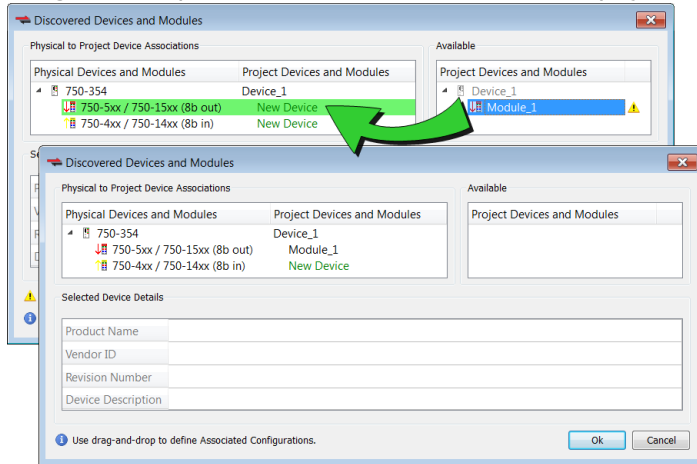 Discovered Devices and Modules
Physical to Project Device Associations
Available
Physical Devices and Modules Project Devices and Modules
Project Devices and Modules
750-354 Device_1
Device_1
750-5xx / 750-15xx (8b out) New Device
Module_1
750-4xx / 750-14xx (8b in) New Device
Discovered Devices and Modules
Physical to Project Device Associations
Available
Physical Devices and Modules Project Devices and Modules
Project Devices and Modules
750-354 Device_1
750-5xx / 750-15xx (8b out) Module_1
750-4xx / 750-14xx (8b in) New Device
Selected Device Details
Product Name
Vendor ID
Revision Number
Device Description
Use drag-and-drop to define Associated Configurations.
Ok Cancel